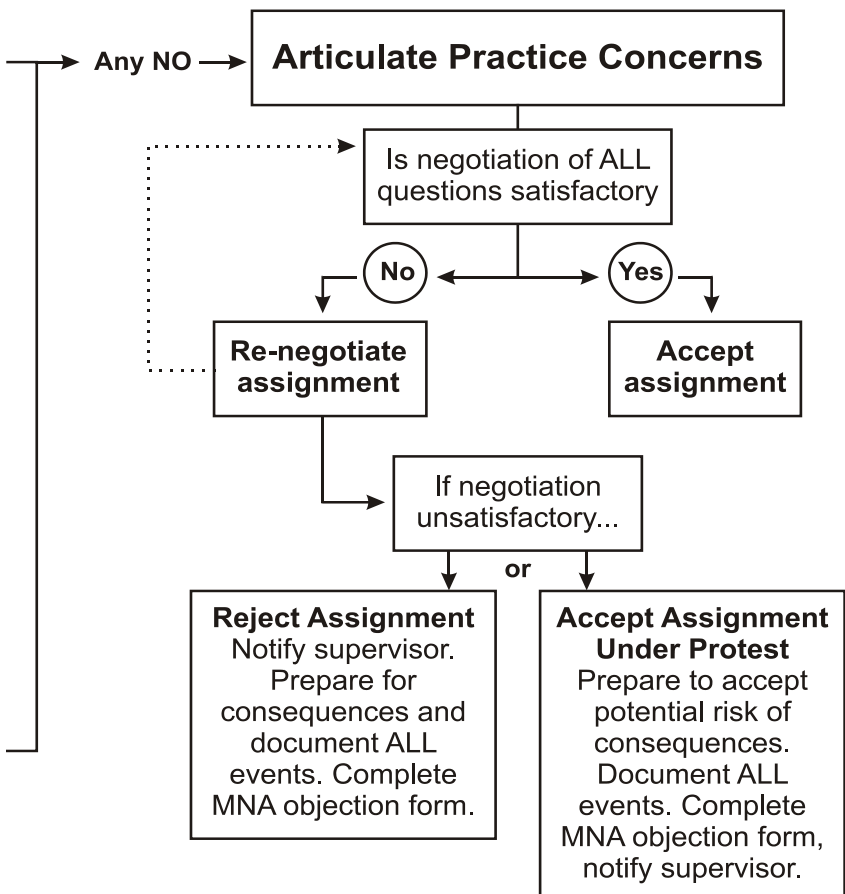 Any NO
Articulate Practice Concerns
Is negotiation of ALL
questions satisfactory
No
Yes
Re-negotiate
assignment
Accept
assignment
If negotiation
unsatisfactory...
or
Reject Assignment
Notify supervisor.
Prepare for
consequences and
document ALL
events. Complete
MNA objection form.
Accept Assignment
Under Protest
Prepare to accept
potential risk of
consequences.
Document ALL
events. Complete
MNA objection form,
notify supervisor.